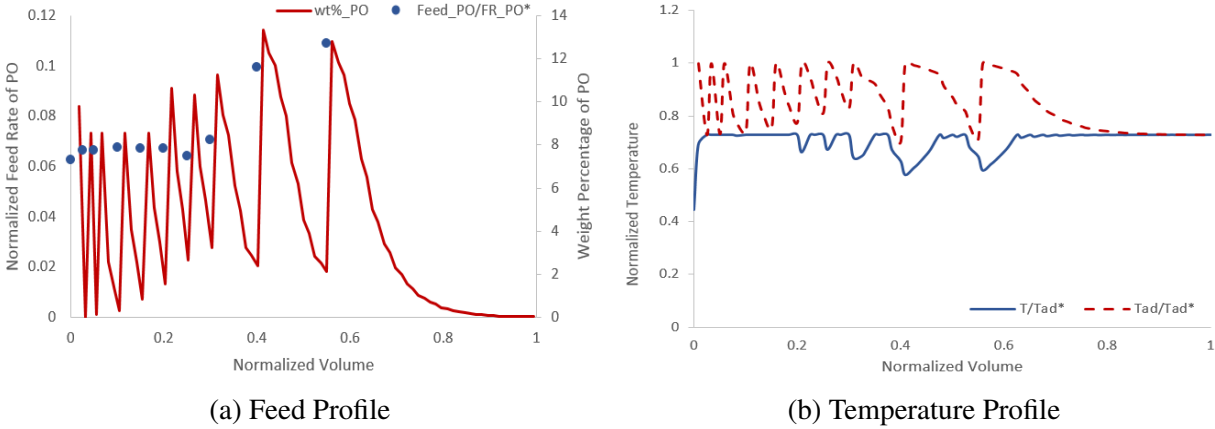 wt%_PO
Feed_PO/FR_PO*
0.12
0.1
0.08
0.06
0.04
0.02
0
Normalized Feed Rate of PO
14
12
10
8
6
4
2
0
Weight Percentage of PO
0 0.2 0.4 0.6 0.8 1
Normalized Volume
(a) Feed Profile
1.2
1
0.8
0.6
0.4
0.2
0
Normalized Temperature
T/Tad*
Tad/Tad*
0 0.2 0.4 0.6 0.8 1
Normalized Volume
(b) Temperature Profile